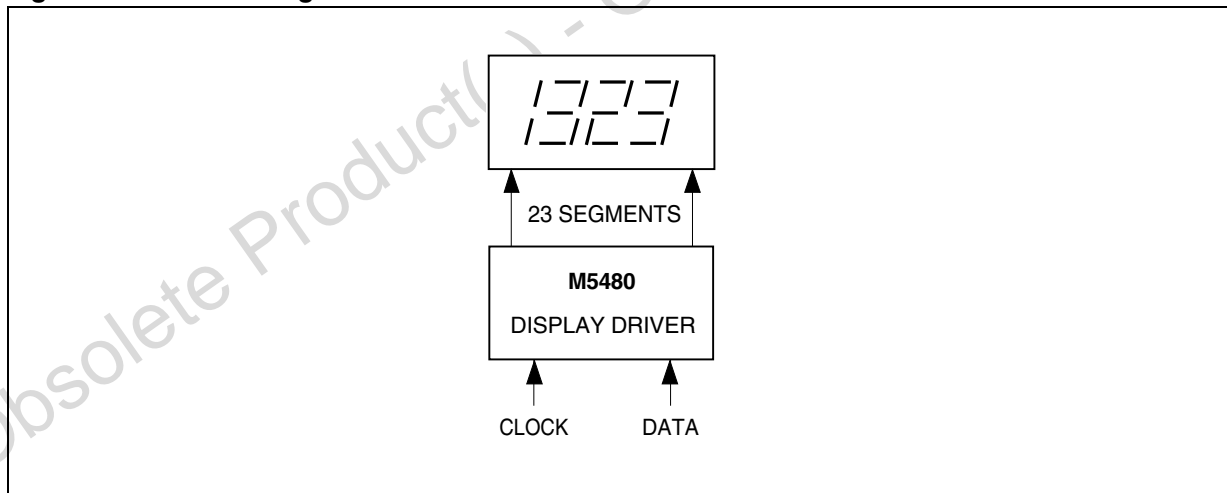 1323
23 SEGMENTS
M5480
DISPLAY DRIVER
CLOCK DATA
Obsolete Product( ) -